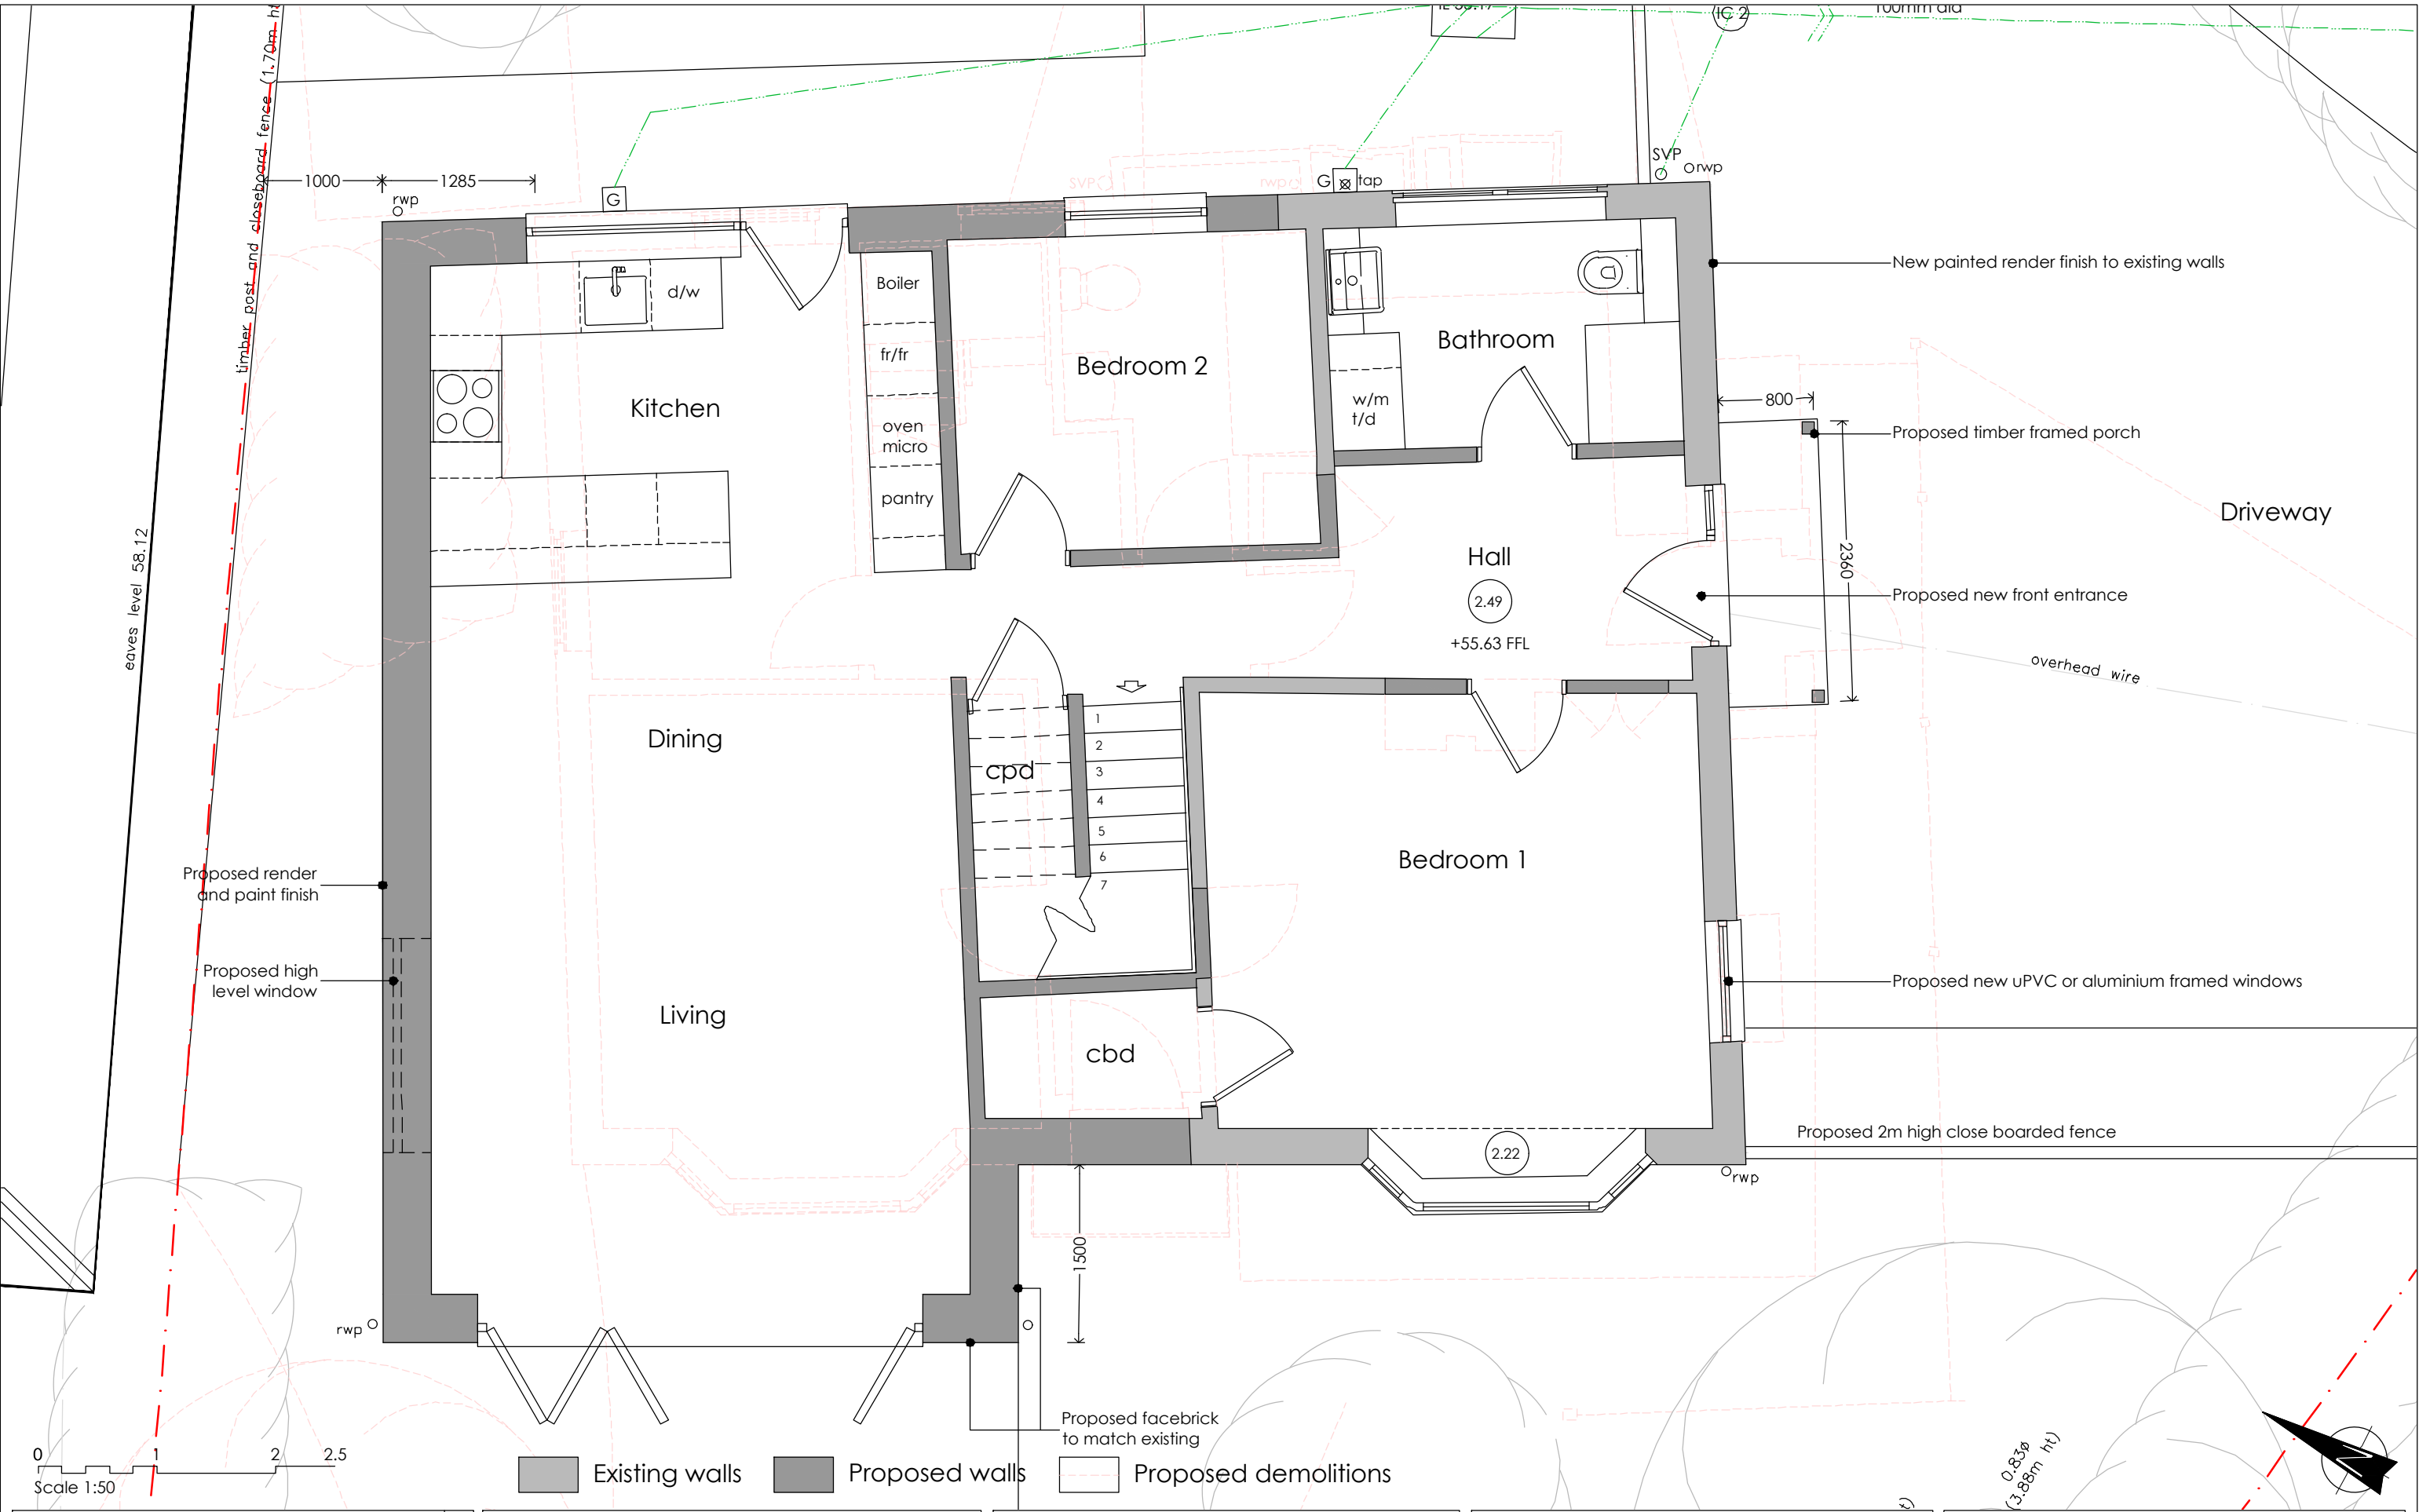 100mm dia
IC 2
timber post and closeboard fence (1.70m ht
1000
1285
rwp
G
SVP
rwp
G
tap
SVP
rwp
New painted render finish to existing walls
d/w
Boiler
fr/fr
oven
micro
pantry
Kitchen
Bedroom 2
Bathroom
w/m
t/d
800
Proposed timber framed porch
Driveway
2360
Hall
2.49
+55.63 FFL
Proposed new front entrance
overhead wire
eaves level 58.12
Dining
cpd
1
2
3
4
5
6
7
Bedroom 1
Proposed render
and paint finish
Proposed high
level window
Proposed new uPVC or aluminium framed windows
Living
cbd
Proposed 2m high close boarded fence
2.22
rwp
1500
rwp
Proposed facebrick
to match existing
0
1
2
2.5
Scale 1:50
Existing walls
Proposed walls
Proposed demolitions
0.83ø
(3.88m ht)
N